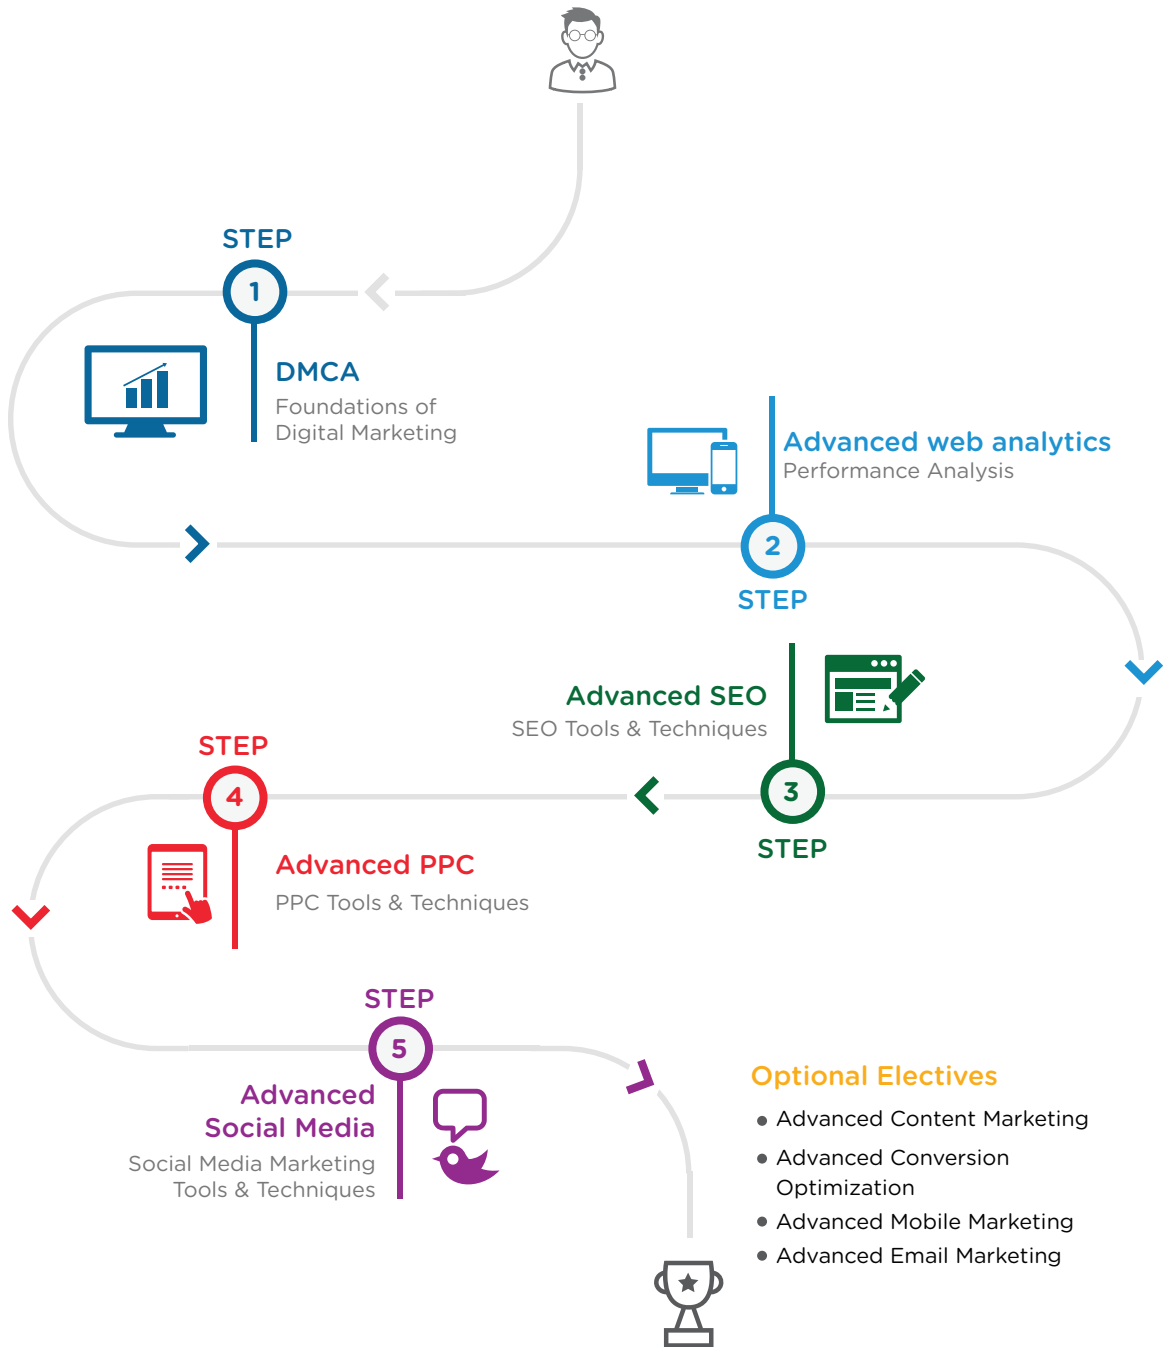 STEP
1
DMCA
Foundations of
Digital Marketing
Advanced web analytics
Performance Analysis
2
STEP
Advanced SEO
SEO Tools & Techniques
3
STEP
STEP
4
Advanced PPC
PPC Tools & Techniques
STEP
5
Advanced
Social Media
Social Media Marketing
Tools & Techniques
Optional Electives
Advanced Content Marketing
Advanced Conversion
Optimization
Advanced Mobile Marketing
Advanced Email Marketing